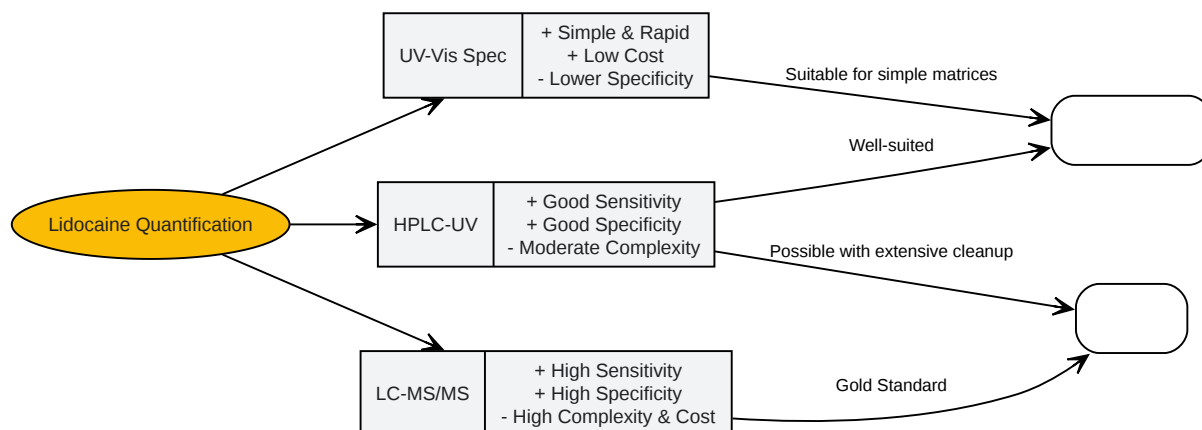 UV-Vis Spec
+ Simple & Rapid
+ Low Cost
- Lower Specificity
Suitable for simple matrices
Well-suited
Lidocaine Quantification
HPLC-UV
+ Good Sensitivity
+ Good Specificity
- Moderate Complexity
Possible with extensive cleanup
LC-MS/MS
+ High Sensitivity
+ High Specificity
- High Complexity & Cost
Gold Standard